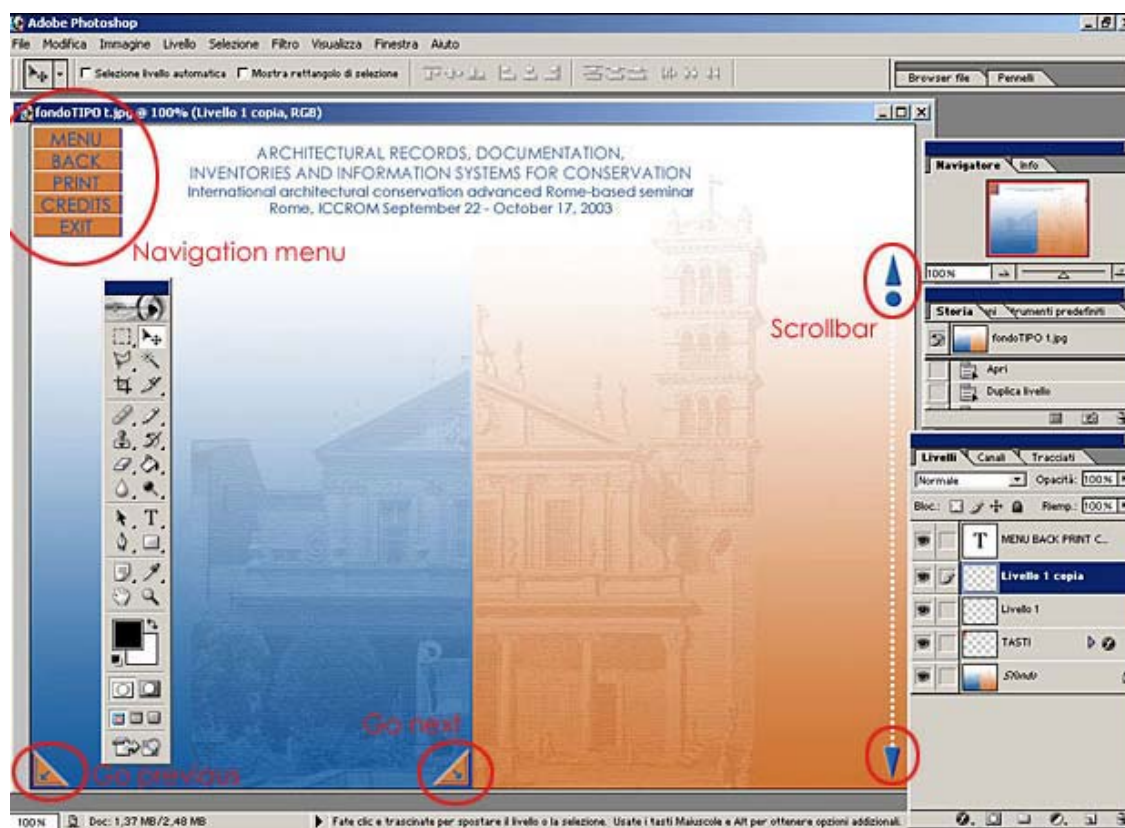 Adobe Photoshop
File Modifica Immagine Livello Selezione Filtro Visualizza Finestra Aiuto
Selezione livello automatica Mostra rettangolo di selezione
Browser file Pennelli
fondoTIPO t.jpg @ 100% (Livello 1 copia, RGB)
MENU
BACK
PRINT
CREDITS
EXIT
ARCHITECTURAL RECORDS, DOCUMENTATION,
INVENTORIES AND INFORMATION SYSTEMS FOR CONSERVATION
International architectural conservation advanced Rome-based seminar
Rome, ICCROM September 22 - October 17, 2003
Navigation menu
Scrollbar
Go next
Go previous
Navigatore Info
100%
Storia strumenti predefiniti
fondoTIPO t.jpg
Apri
Duplica livello
Livelli Canali Tracciati
Normale Opacità: 100%
Bloc.: Riemp.: 100%
T MENU BACK PRINT C...
Livello 1 copia
Livello 1
TASTI
Sfondo
100% Doc: 1,37 MB/2,48 MB Fate clic e trascinate per spostare il livello o la selezione. Usate i tasti Maiuscole e Alt per ottenere opzioni addizionali.